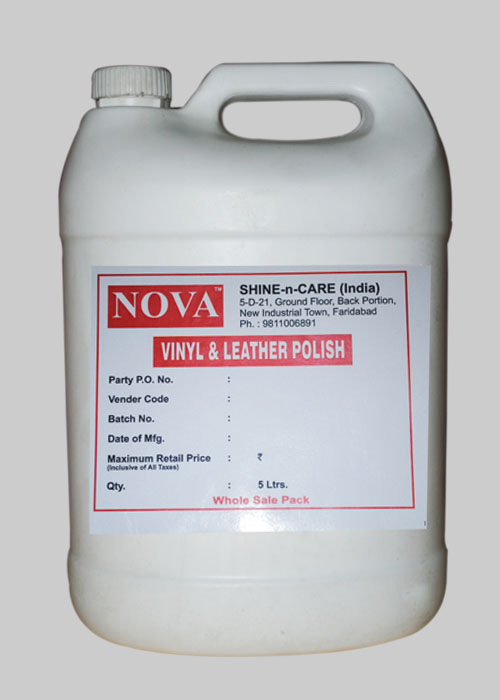 NOVA™
SHINE-n-CARE (India)
5-D-21, Ground Floor, Back Portion,
New Industrial Town, Faridabad
Ph. : 9811006891
VINYL & LEATHER POLISH
Party P.O. No. :
Vender Code :
Batch No. :
Date of Mfg. :
Maximum Retail Price : ₹
(Inclusive of All Taxes)
Qty. : 5 Ltrs.
Whole Sale Pack